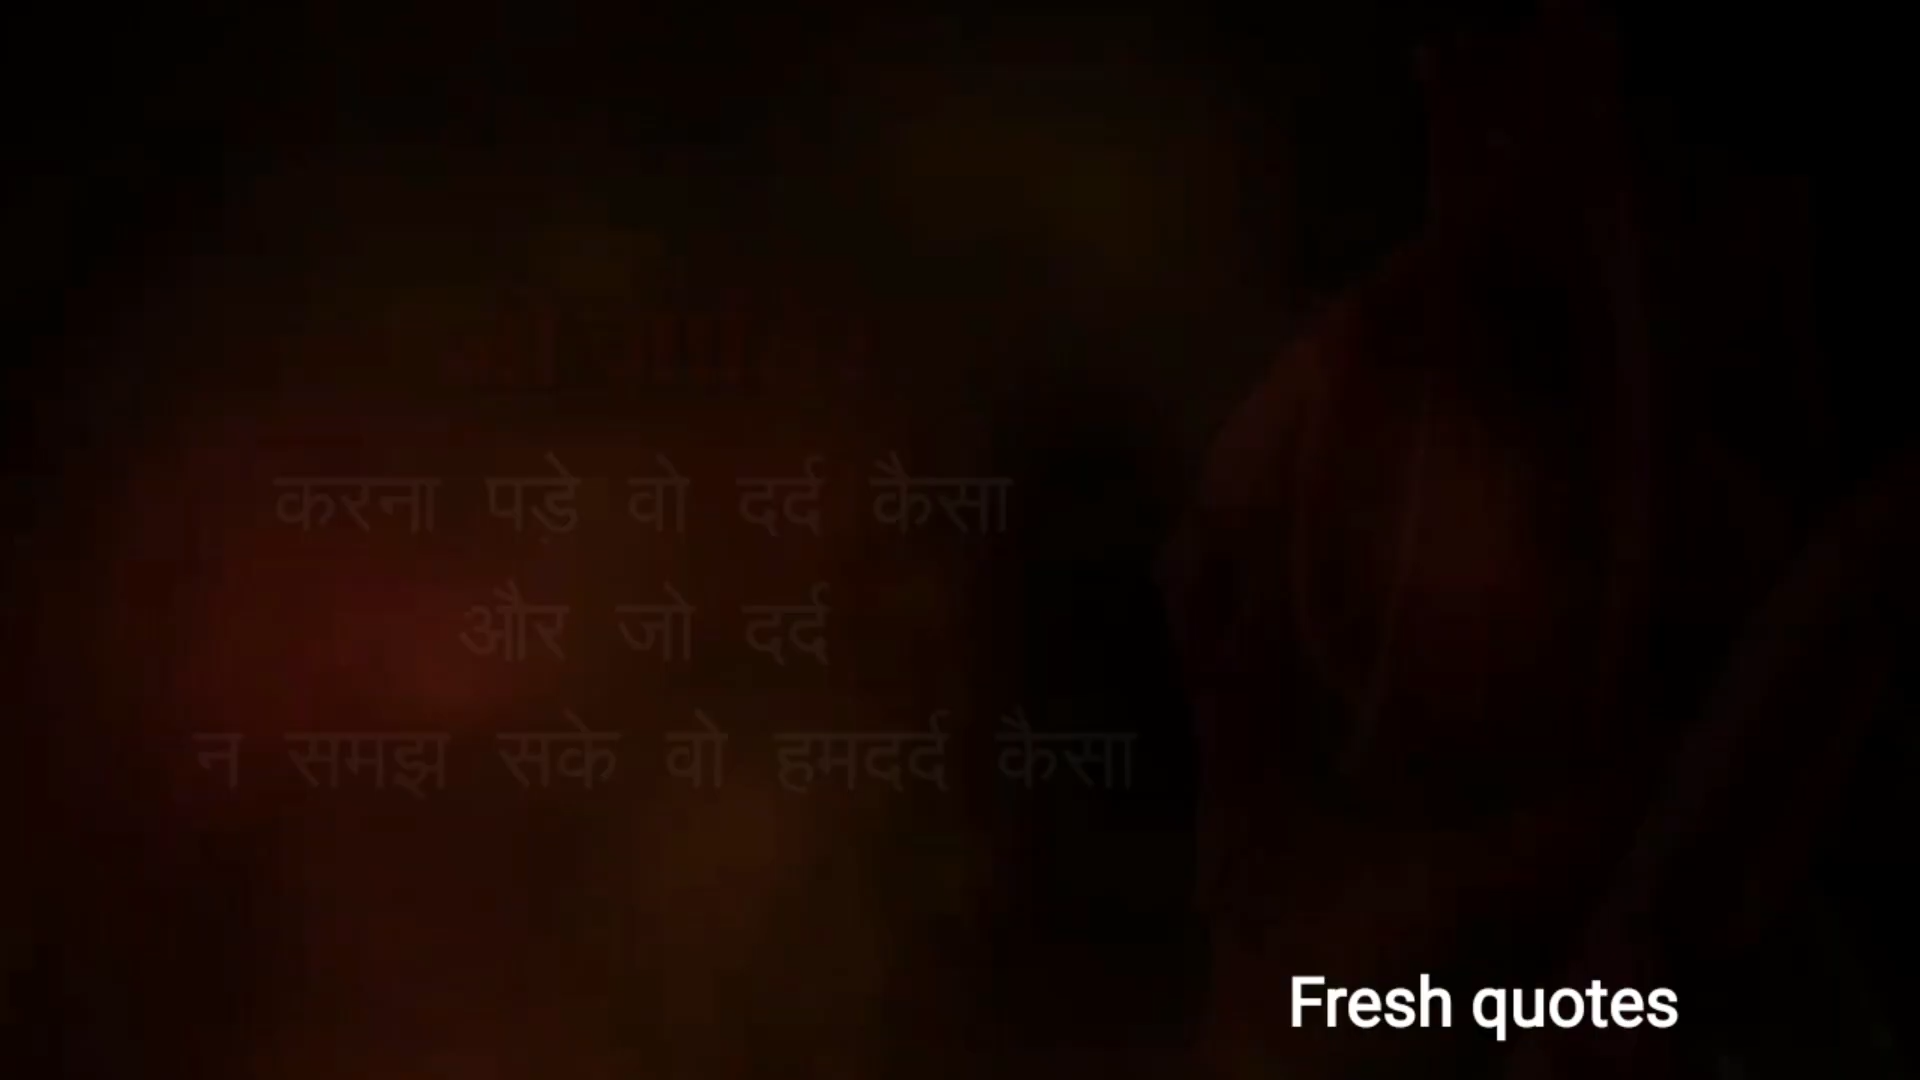 करना पड़े वो दर्द कैसा
और जो दर्द
न समझ सके वो हमदर्द कैसा
Fresh quotes